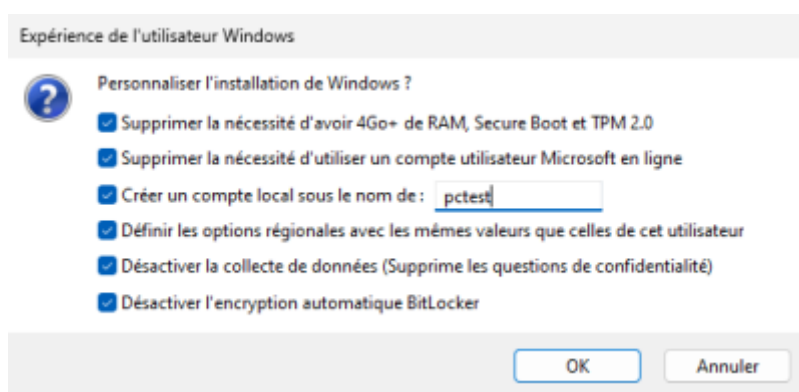 Expérience de l'utilisateur Windows
Personnaliser l'installation de Windows ?
Supprimer la nécessité d'avoir 4Go+ de RAM, Secure Boot et TPM 2.0
Supprimer la nécessité d'utiliser un compte utilisateur Microsoft en ligne
Créer un compte local sous le nom de : pctest
Définir les options régionales avec les mêmes valeurs que celles de cet utilisateur
Désactiver la collecte de données (Supprime les questions de confidentialité)
Désactiver l'encryption automatique BitLocker
OK Annuler